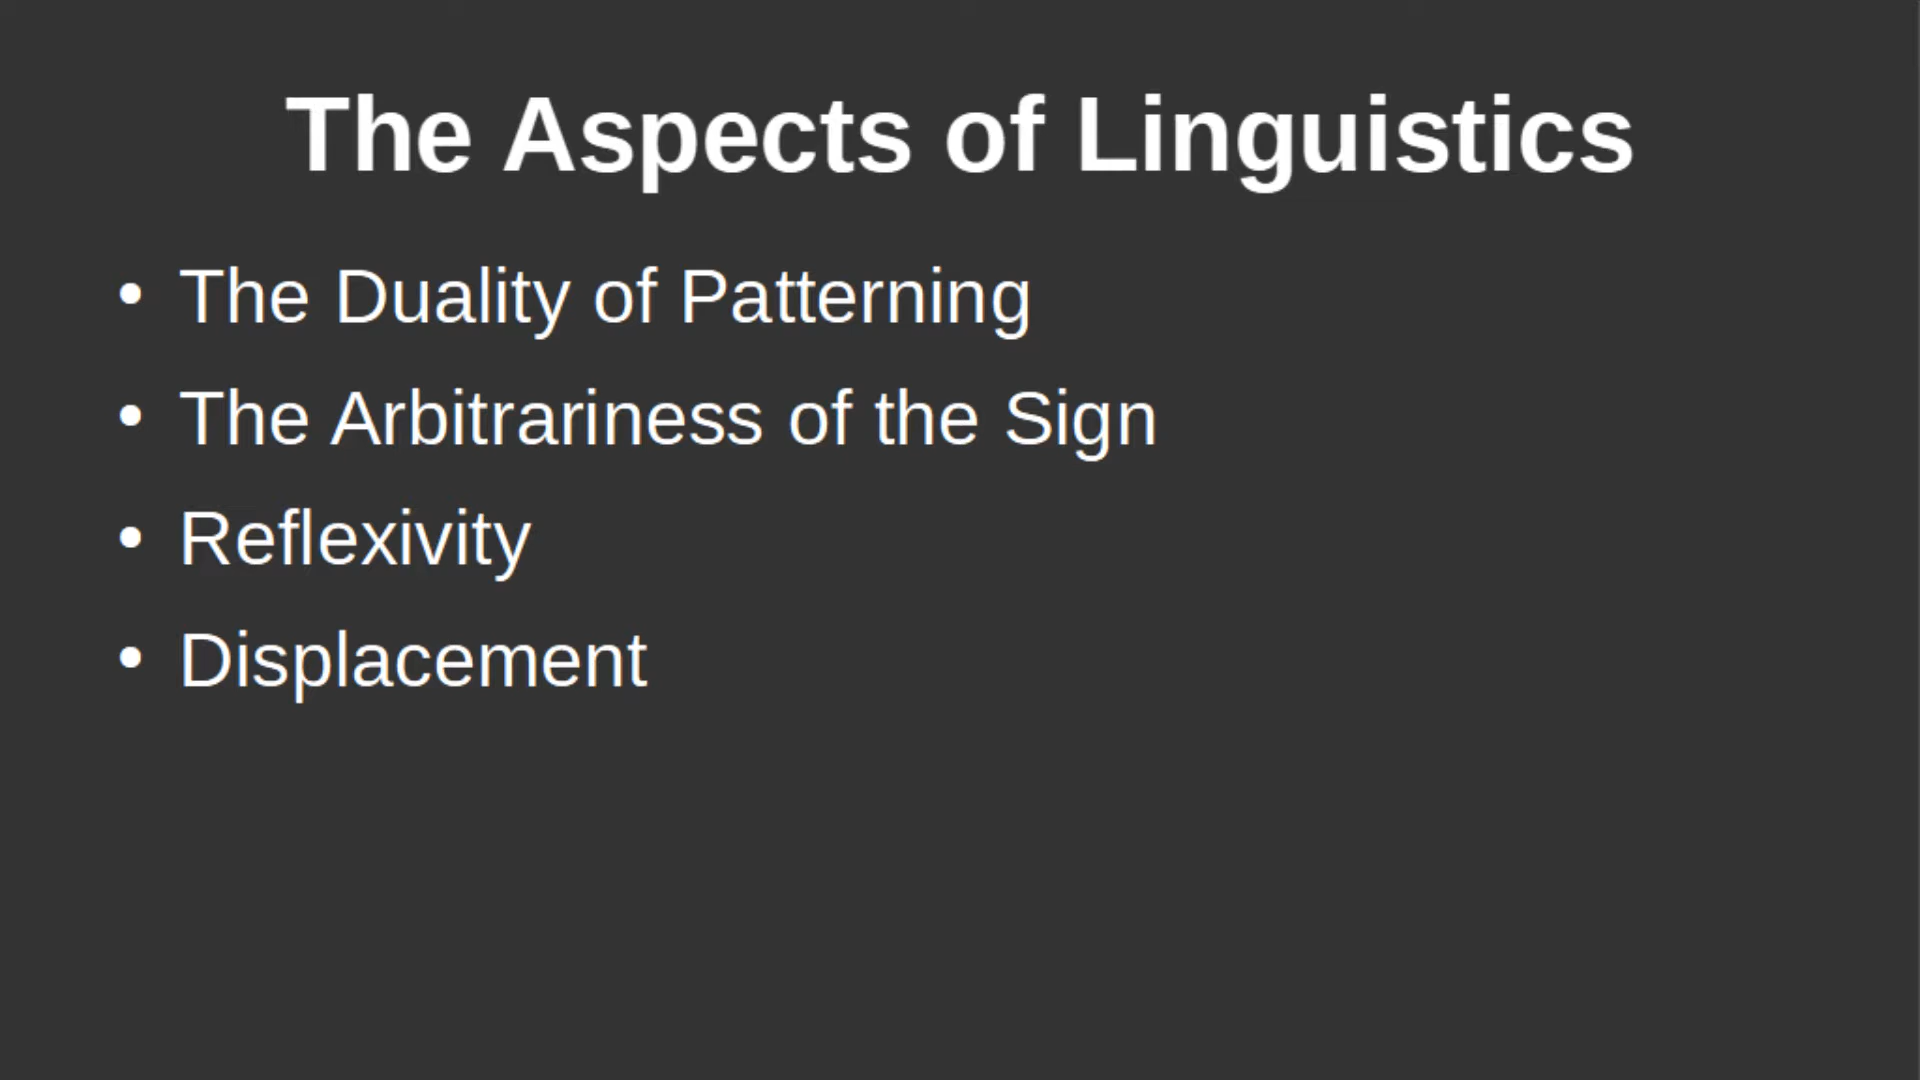 The Aspects of Linguistics
• The Duality of Patterning
• The Arbitrariness of the Sign
• Reflexivity
• Displacement